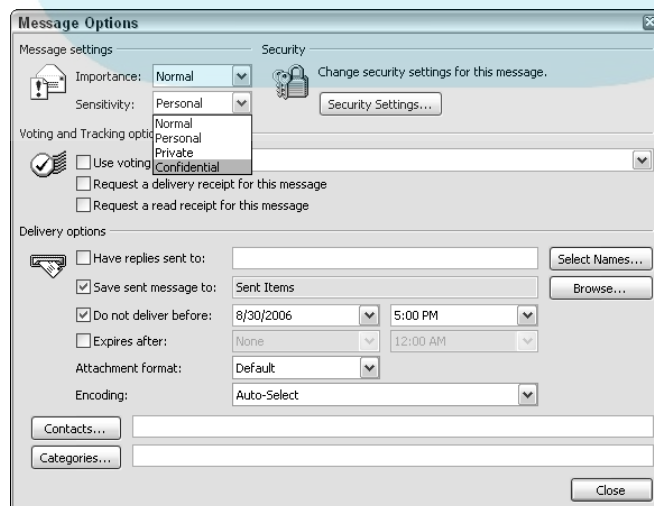 Message Options
Message settings
Security
Importance: Normal
Change security settings for this message.
Sensitivity: Personal
Security Settings...
Normal
Personal
Private
Confidential
Voting and Tracking optio
Use voting
Request a delivery receipt for this message
Request a read receipt for this message
Delivery options
Have replies sent to:
Select Names...
Save sent message to: Sent Items
Browse...
Do not deliver before: 8/30/2006 5:00 PM
Expires after: None 12:00 AM
Attachment format: Default
Encoding: Auto-Select
Contacts...
Categories...
Close